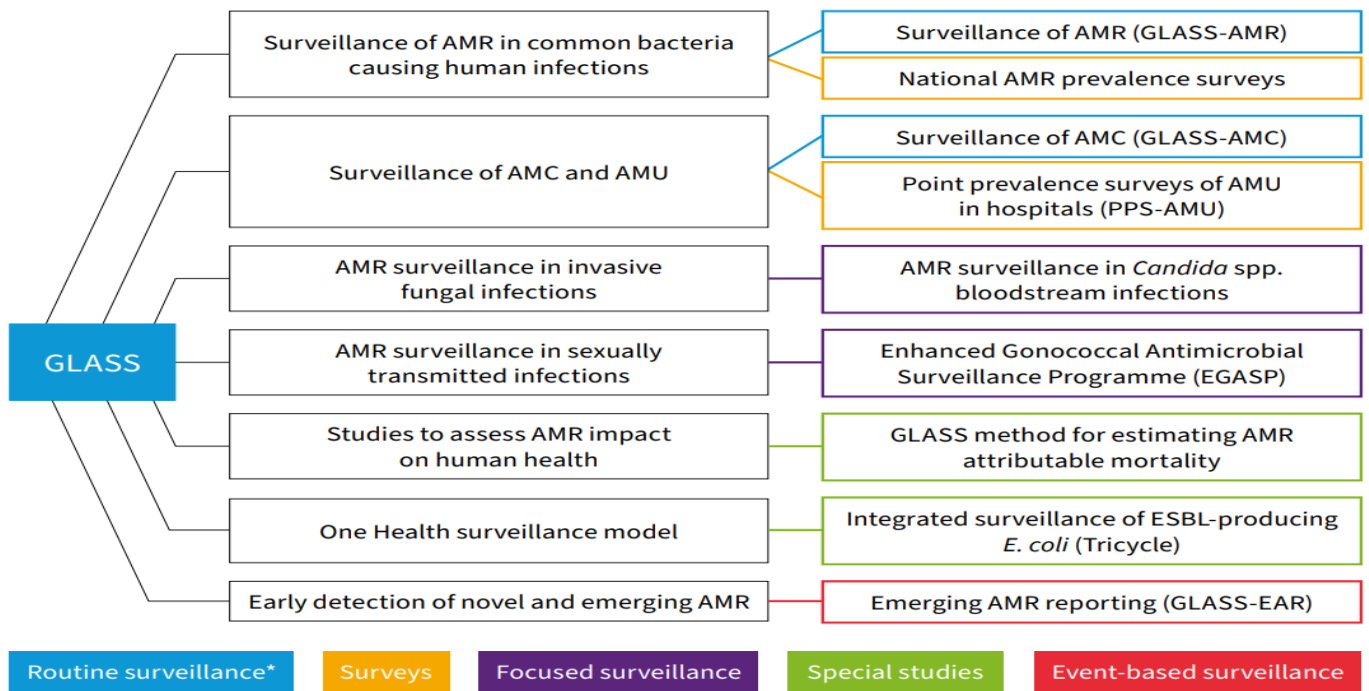 Surveillance of AMR in common bacteria
causing human infections
Surveillance of AMR (GLASS-AMR)
National AMR prevalence surveys
Surveillance of AMC and AMU
Surveillance of AMC (GLASS-AMC)
Point prevalence surveys of AMU
in hospitals (PPS-AMU)
AMR surveillance in invasive
fungal infections
AMR surveillance in Candida spp.
bloodstream infections
GLASS
AMR surveillance in sexually
transmitted infections
Enhanced Gonococcal Antimicrobial
Surveillance Programme (EGASP)
Studies to assess AMR impact
on human health
GLASS method for estimating AMR
attributable mortality
One Health surveillance model
Integrated surveillance of ESBL-producing
E. coli (Tricycle)
Early detection of novel and emerging AMR
Emerging AMR reporting (GLASS-EAR)
Routine surveillance*
Surveys
Focused surveillance
Special studies
Event-based surveillance